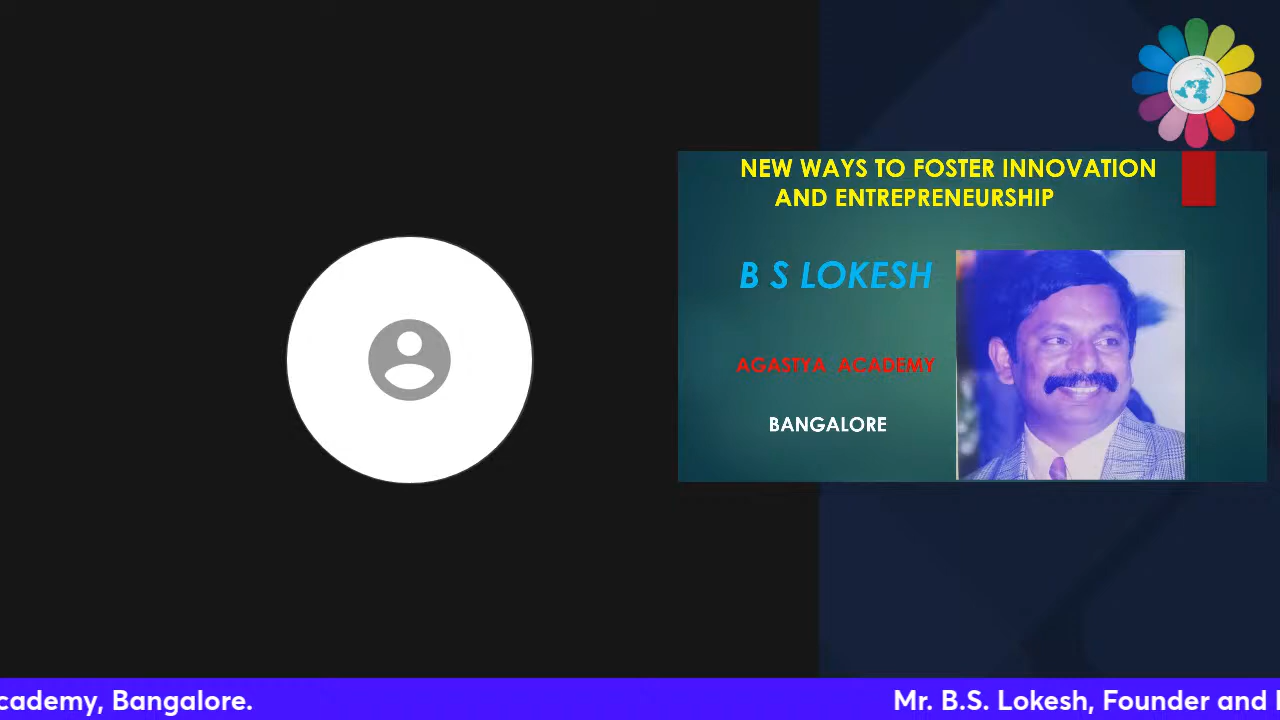 NEW WAYS TO FOSTER INNOVATION
AND ENTREPRENEURSHIP
B S LOKESH
AGASTYA ACADEMY
BANGALORE
cademy, Bangalore.
Mr. B.S. Lokesh, Founder and